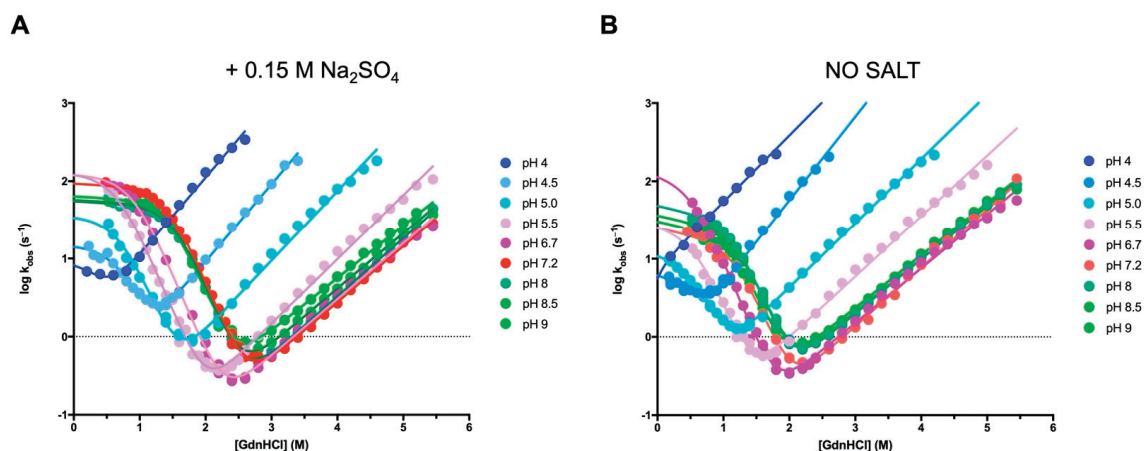 A
+ 0.15 M Na₂SO₄
3
2
1
0
-1
log k_obs (s⁻¹)
0 1 2 3 4 5 6
[GdnHCl] (M)
pH 4
pH 4.5
pH 5.0
pH 5.5
pH 6.7
pH 7.2
pH 8
pH 8.5
pH 9
B
NO SALT
3
2
1
0
-1
log k_obs (s⁻¹)
0 1 2 3 4 5 6
[GdnHCl] (M)
pH 4
pH 4.5
pH 5.0
pH 5.5
pH 6.7
pH 7.2
pH 8
pH 8.5
pH 9